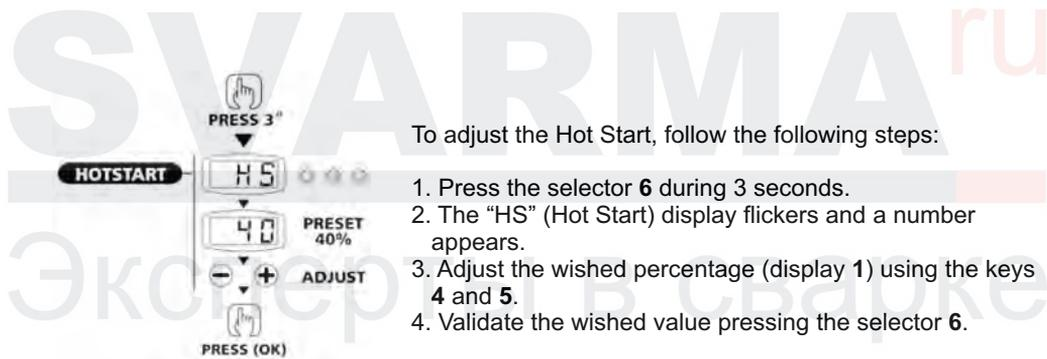 SVARMA
ru
PRESS 3"
HOTSTART
HS
40
PRESET
40%
- +
ADJUST
PRESS (OK)
To adjust the Hot Start, follow the following steps:
1. Press the selector 6 during 3 seconds.
2. The “HS” (Hot Start) display flickers and a number
appears.
3. Adjust the wished percentage (display 1) using the keys
4 and 5.
4. Validate the wished value pressing the selector 6.
Эксперты в сварке